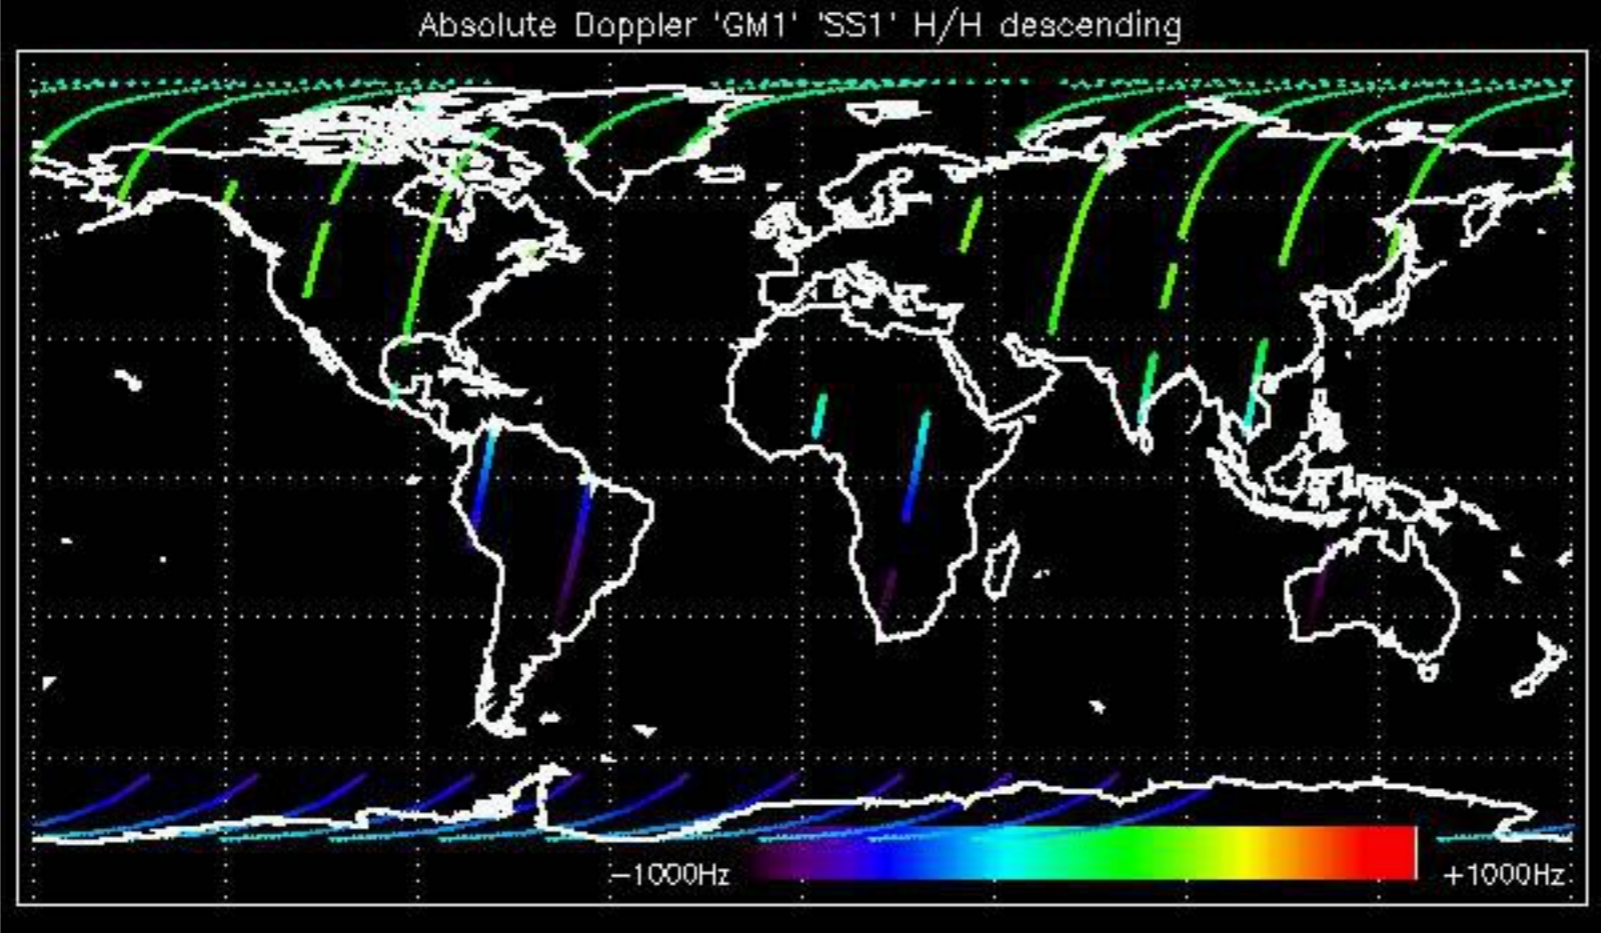 Absolute Doppler 'GM1' 'SS1' H/H descending
−1000Hz
+1000Hz